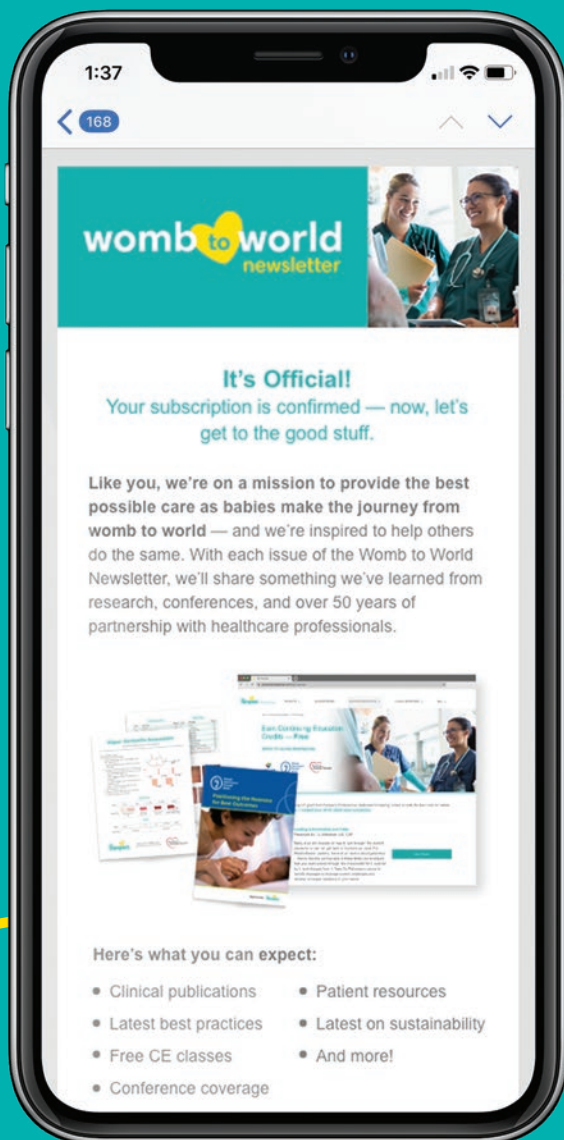 1:37
168
womb to world
newsletter
It's Official!
Your subscription is confirmed — now, let's
get to the good stuff.
Like you, we're on a mission to provide the best
possible care as babies make the journey from
womb to world — and we're inspired to help others
do the same. With each issue of the Womb to World
Newsletter, we'll share something we've learned from
research, conferences, and over 50 years of
partnership with healthcare professionals.
Earn Continuing Education
Credits — Free
Positioning the Neonate
for Best Outcomes
Here's what you can expect:
• Clinical publications
• Latest best practices
• Free CE classes
• Conference coverage
• Patient resources
• Latest on sustainability
• And more!